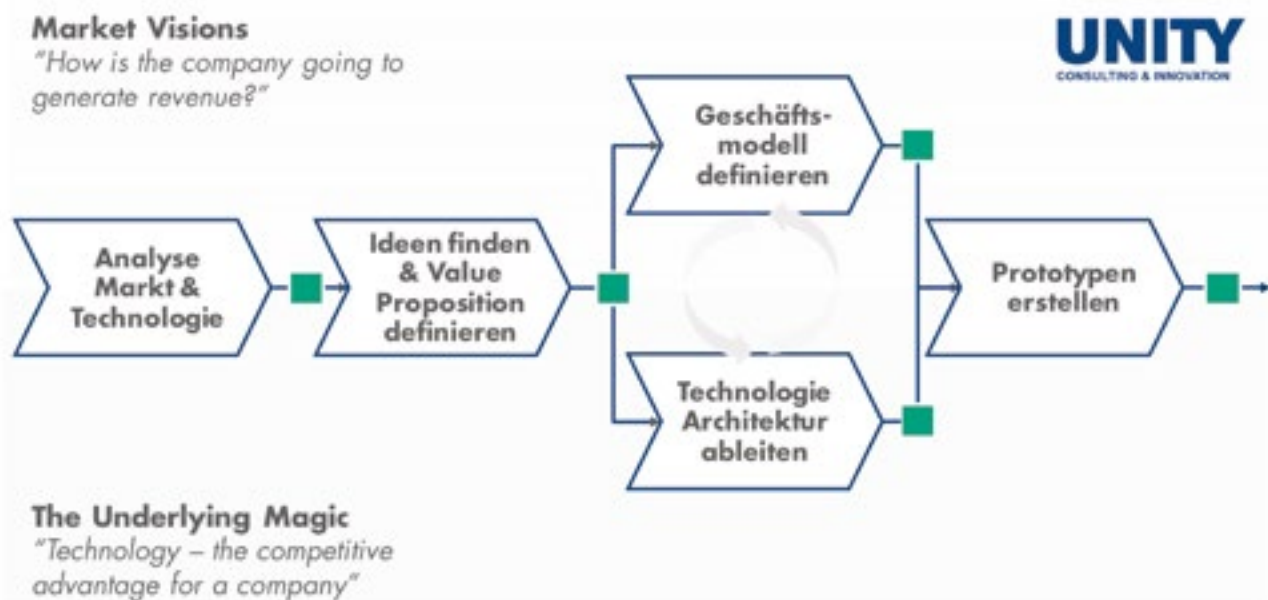 Market Visions
"How is the company going to
generate revenue?"
UNITY
CONSULTING & INNOVATION
Analyse
Markt &
Technologie
Ideen finden
& Value
Proposition
definieren
Geschäfts-
modell
definieren
Technologie
Architektur
ableiten
Prototypen
erstellen
The Underlying Magic
"Technology – the competitive
advantage for a company"